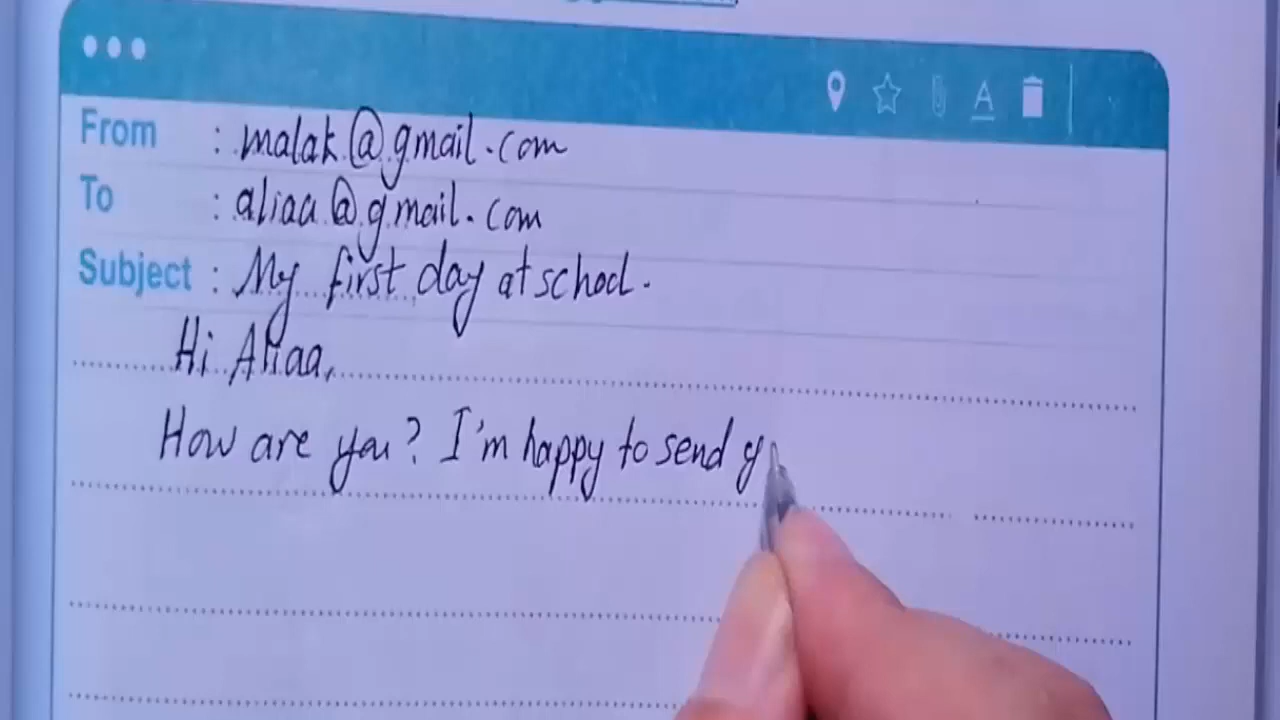 From : malak@gmail.com
To : aliaa@gmail.com
Subject : My first day at school.
Hi Aliaa,
How are you? I'm happy to send y